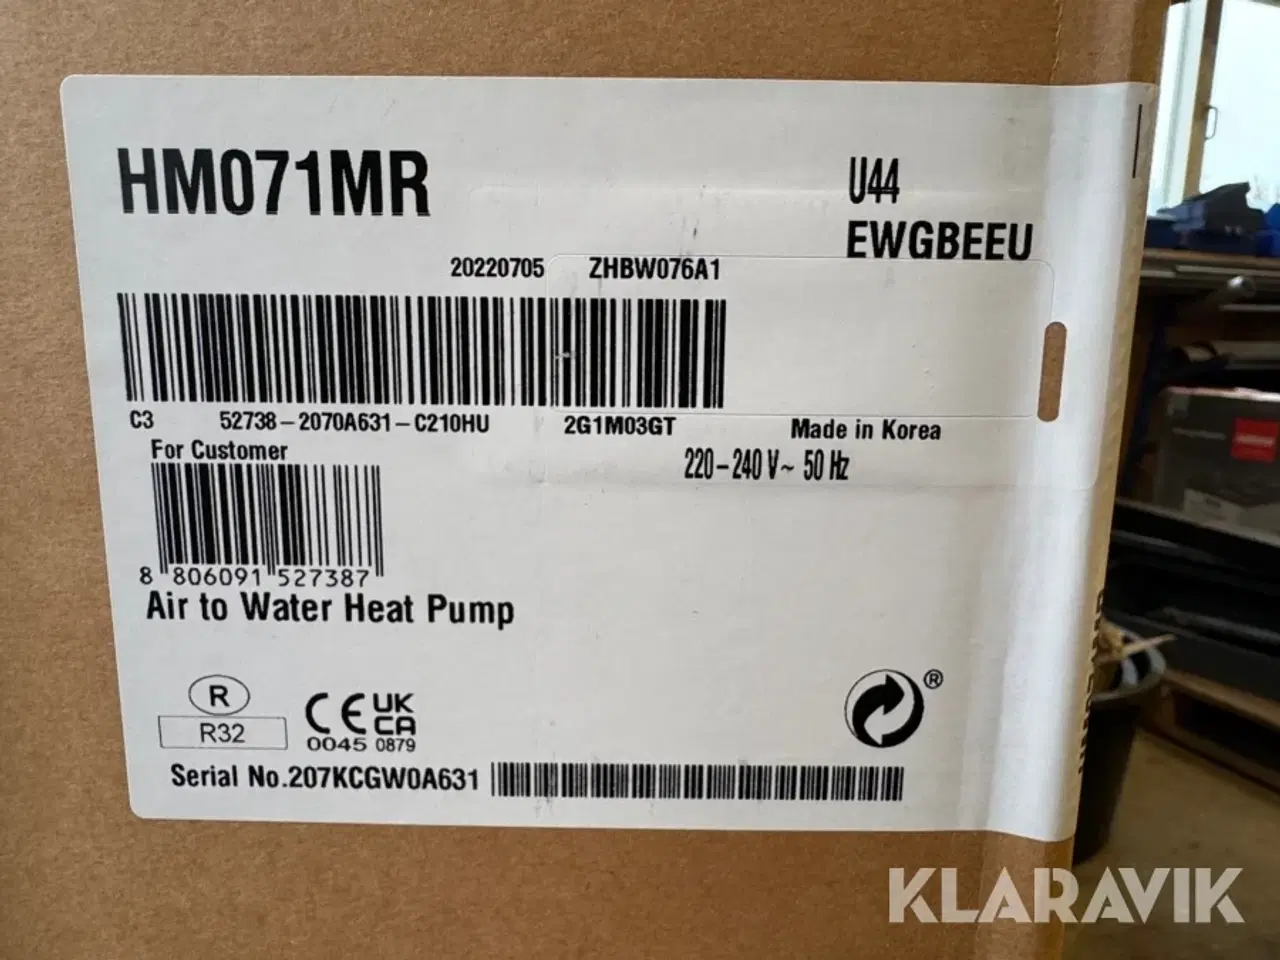 HM071MR
U44
EWGBEEU
20220705 ZHBW076A1
C3 52738-2070A631-C210HU 2G1M03GT Made in Korea
For Customer
220-240 V~ 50 Hz
8 806091 527387
Air to Water Heat Pump
R
R32
CE UK CA
0045 0879
®
Serial No.207KCGW0A631
KLARAVIK